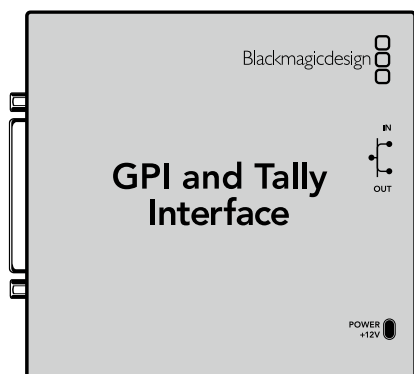 Blackmagicdesign
IN
OUT
GPI and Tally
Interface
POWER
+12V